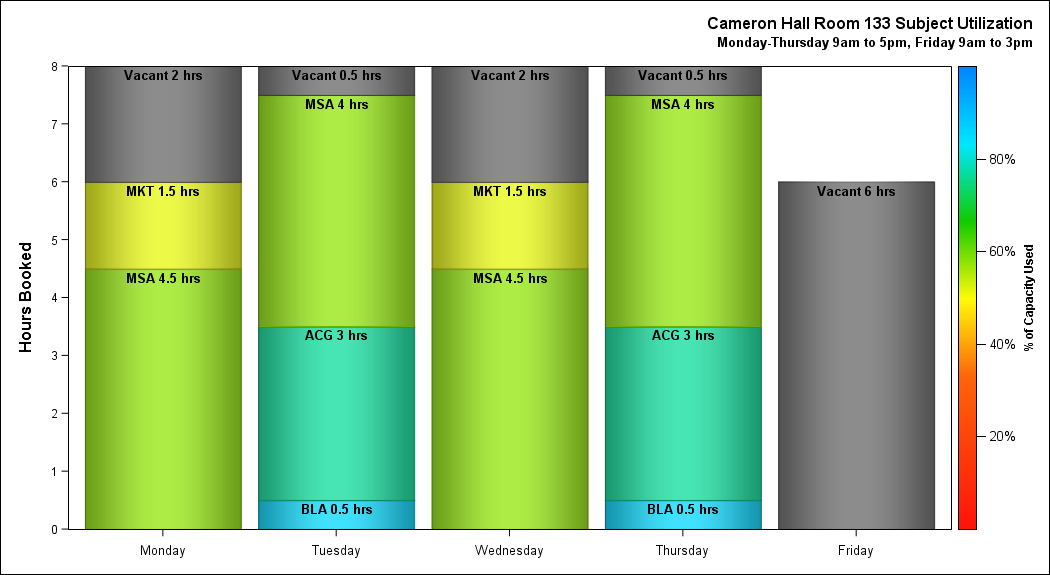 Cameron Hall Room 133 Subject Utilization
Monday-Thursday 9am to 5pm, Friday 9am to 3pm
Hours Booked
8
7
6
5
4
3
2
1
0
Vacant 2 hrs
MKT 1.5 hrs
MSA 4.5 hrs
Vacant 0.5 hrs
MSA 4 hrs
ACG 3 hrs
BLA 0.5 hrs
Vacant 2 hrs
MKT 1.5 hrs
MSA 4.5 hrs
Vacant 0.5 hrs
MSA 4 hrs
ACG 3 hrs
BLA 0.5 hrs
Vacant 6 hrs
Monday
Tuesday
Wednesday
Thursday
Friday
80%
60%
40%
20%
% of Capacity Used